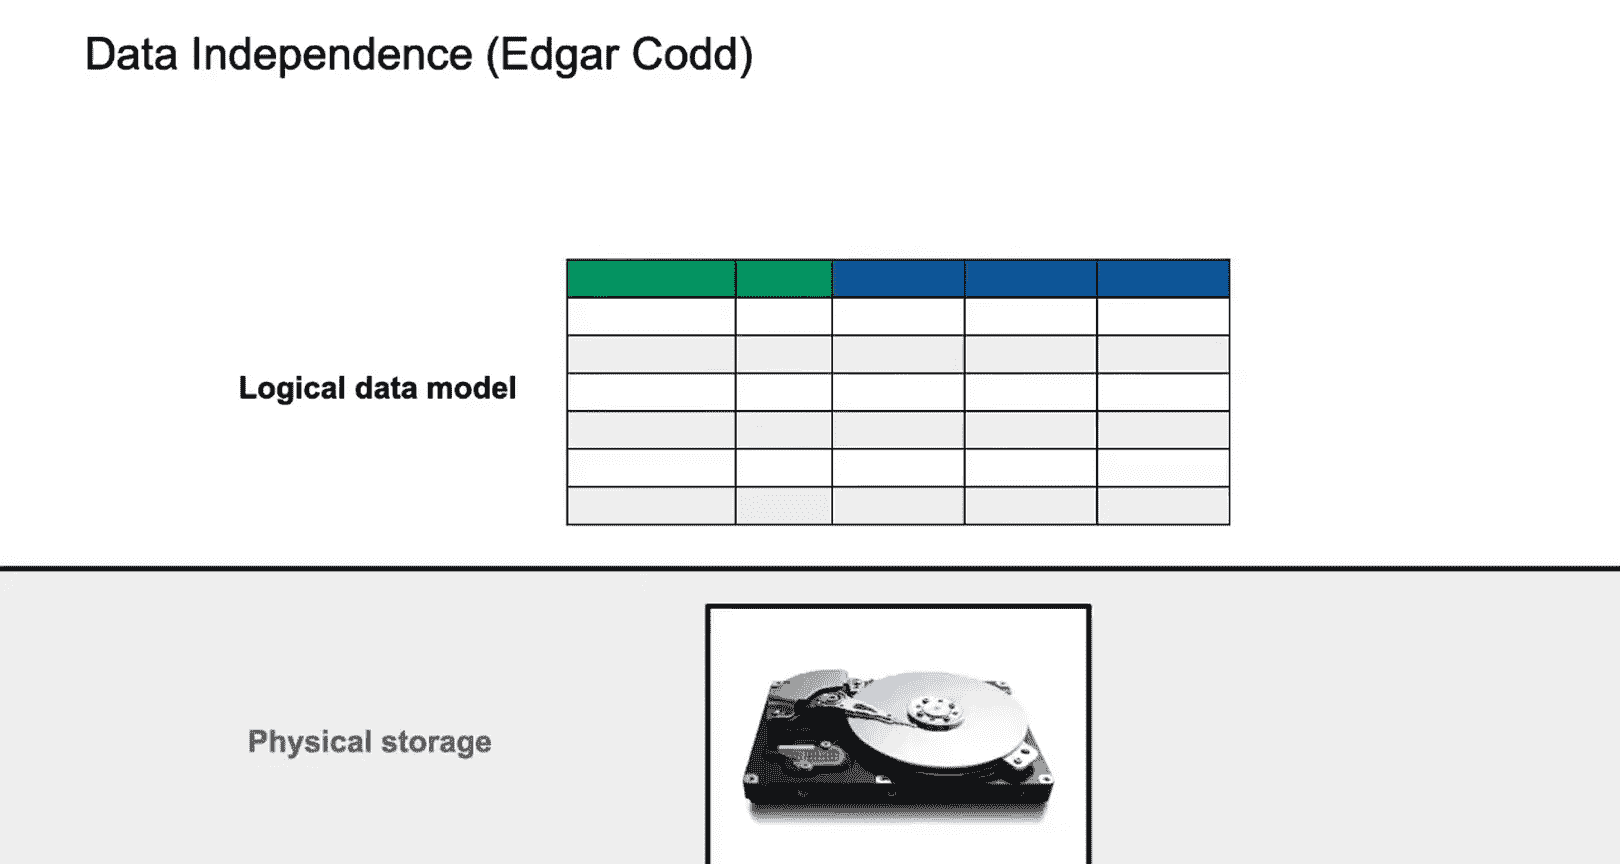 Data Independence (Edgar Codd)
Logical data model
Physical storage